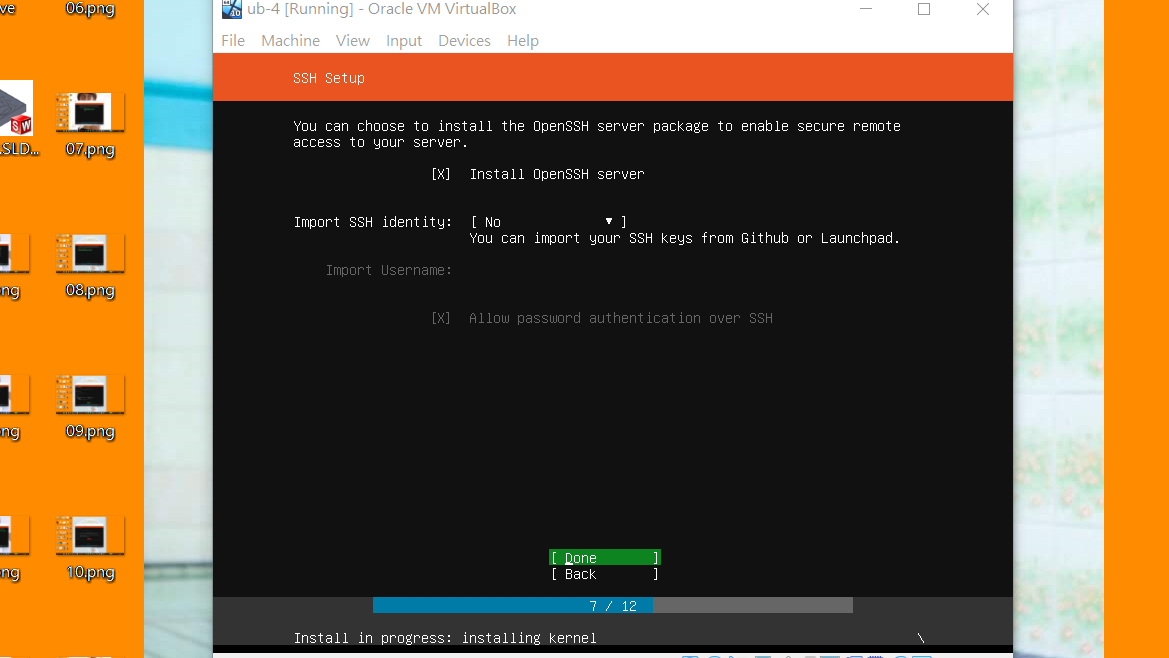 ve
06.png
ub-4 [Running] - Oracle VM VirtualBox
File Machine View Input Devices Help
SSH Setup
You can choose to install the OpenSSH server package to enable secure remote
access to your server.
[X] Install OpenSSH server
Import SSH identity: [ No ▾ ]
You can import your SSH keys from Github or Launchpad.
Import Username:
[X] Allow password authentication over SSH
[ Done ]
[ Back ]
7 / 12
Install in progress: installing kernel \
SW
.SLD...
07.png
ng
08.png
ng
09.png
ng
10.png